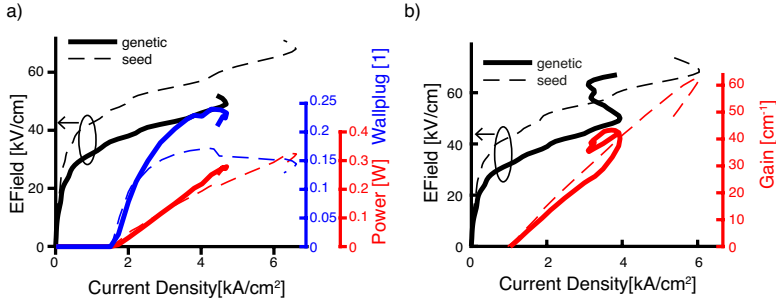 a)
genetic
seed
EField [kV/cm]
60
40
20
0
0
2
4
6
Current Density[kA/cm²]
Wallplug [1]
0.25
0.2
0.15
0.1
0.05
0
Power [W]
0.4
0.3
0.2
0.1
0
b)
genetic
seed
EField [kV/cm]
60
40
20
0
0
2
4
6
Current Density[kA/cm²]
Gain [cm⁻¹]
60
50
40
30
20
10
0